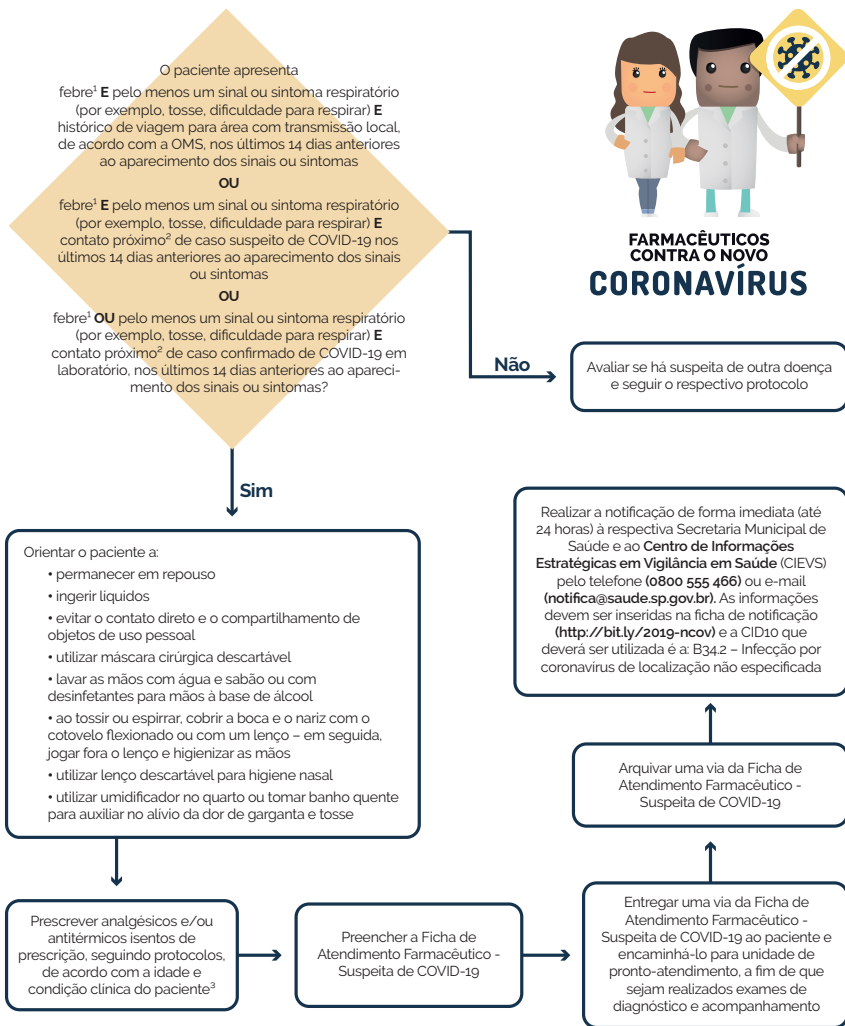 O paciente apresenta
febre¹ E pelo menos um sinal ou sintoma respiratório
(por exemplo, tosse, dificuldade para respirar) E
histórico de viagem para área com transmissão local,
de acordo com a OMS, nos últimos 14 dias anteriores
ao aparecimento dos sinais ou sintomas
OU
febre¹ E pelo menos um sinal ou sintoma respiratório
(por exemplo, tosse, dificuldade para respirar) E
contato próximo² de caso suspeito de COVID-19 nos
últimos 14 dias anteriores ao aparecimento dos sinais
ou sintomas
OU
febre¹ OU pelo menos um sinal ou sintoma respiratório
(por exemplo, tosse, dificuldade para respirar) E
contato próximo² de caso confirmado de COVID-19 em
laboratório, nos últimos 14 dias anteriores ao apareci-
mento dos sinais ou sintomas?
FARMACÊUTICOS
CONTRA O NOVO
CORONAVÍRUS
Não
Avaliar se há suspeita de outra doença
e seguir o respectivo protocolo
Sim
Orientar o paciente a:
• permanecer em repouso
• ingerir líquidos
• evitar o contato direto e o compartilhamento de
objetos de uso pessoal
• utilizar máscara cirúrgica descartável
• lavar as mãos com água e sabão ou com
desinfetantes para mãos à base de álcool
• ao tossir ou espirrar, cobrir a boca e o nariz com o
cotovelo flexionado ou com um lenço – em seguida,
jogar fora o lenço e higienizar as mãos
• utilizar lenço descartável para higiene nasal
• utilizar umidificador no quarto ou tomar banho quente
para auxiliar no alívio da dor de garganta e tosse
Prescrever analgésicos e/ou
antitérmicos isentos de
prescrição, seguindo protocolos,
de acordo com a idade e
condição clínica do paciente³
Preencher a Ficha de
Atendimento Farmacêutico -
Suspeita de COVID-19
Entregar uma via da Ficha de
Atendimento Farmacêutico -
Suspeita de COVID-19 ao paciente e
encaminhá-lo para unidade de
pronto-atendimento, a fim de que
sejam realizados exames de
diagnóstico e acompanhamento
Arquivar uma via da Ficha de
Atendimento Farmacêutico -
Suspeita de COVID-19
Realizar a notificação de forma imediata (até
24 horas) à respectiva Secretaria Municipal de
Saúde e ao Centro de Informações
Estratégicas em Vigilância em Saúde (CIEVS)
pelo telefone (0800 555 466) ou e-mail
(notifica@saude.sp.gov.br). As informações
devem ser inseridas na ficha de notificação
(http://bit.ly/2019-ncov) e a CID10 que
deverá ser utilizada é a: B34.2 – Infecção por
coronavírus de localização não especificada